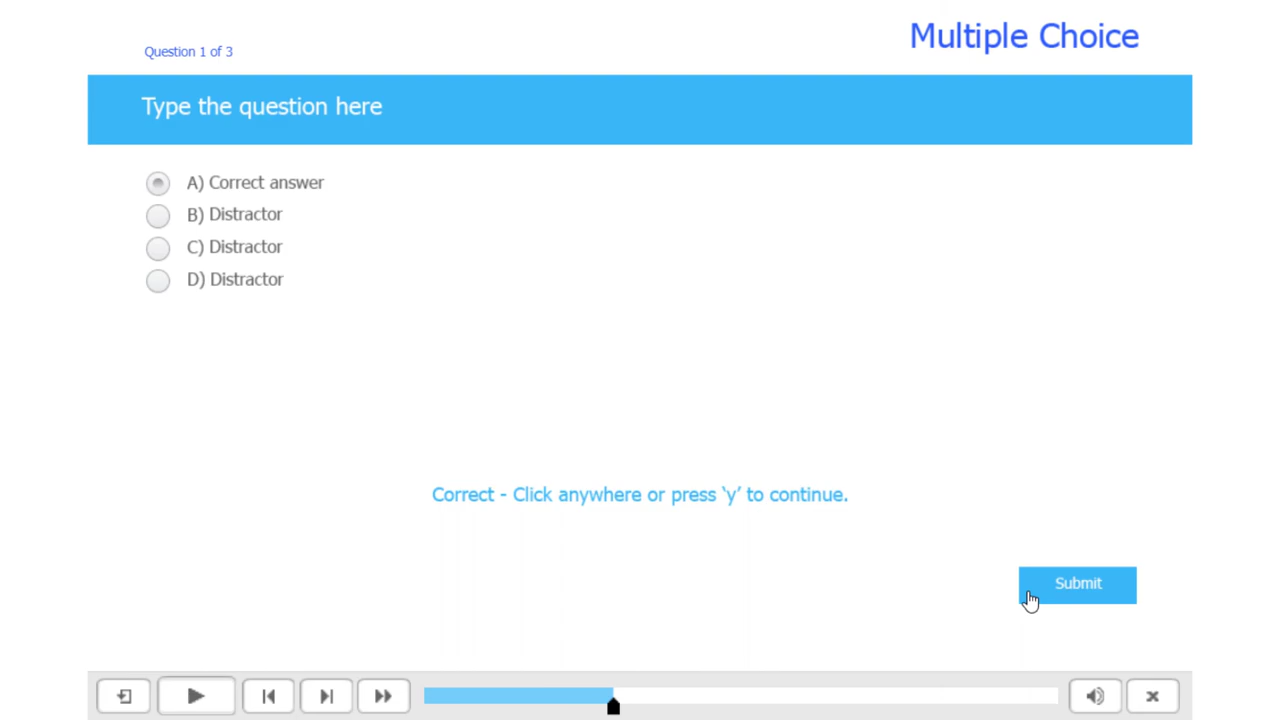 Multiple Choice
Question 1 of 3
Type the question here
A) Correct answer
B) Distractor
C) Distractor
D) Distractor
Correct - Click anywhere or press ‘y’ to continue.
Submit